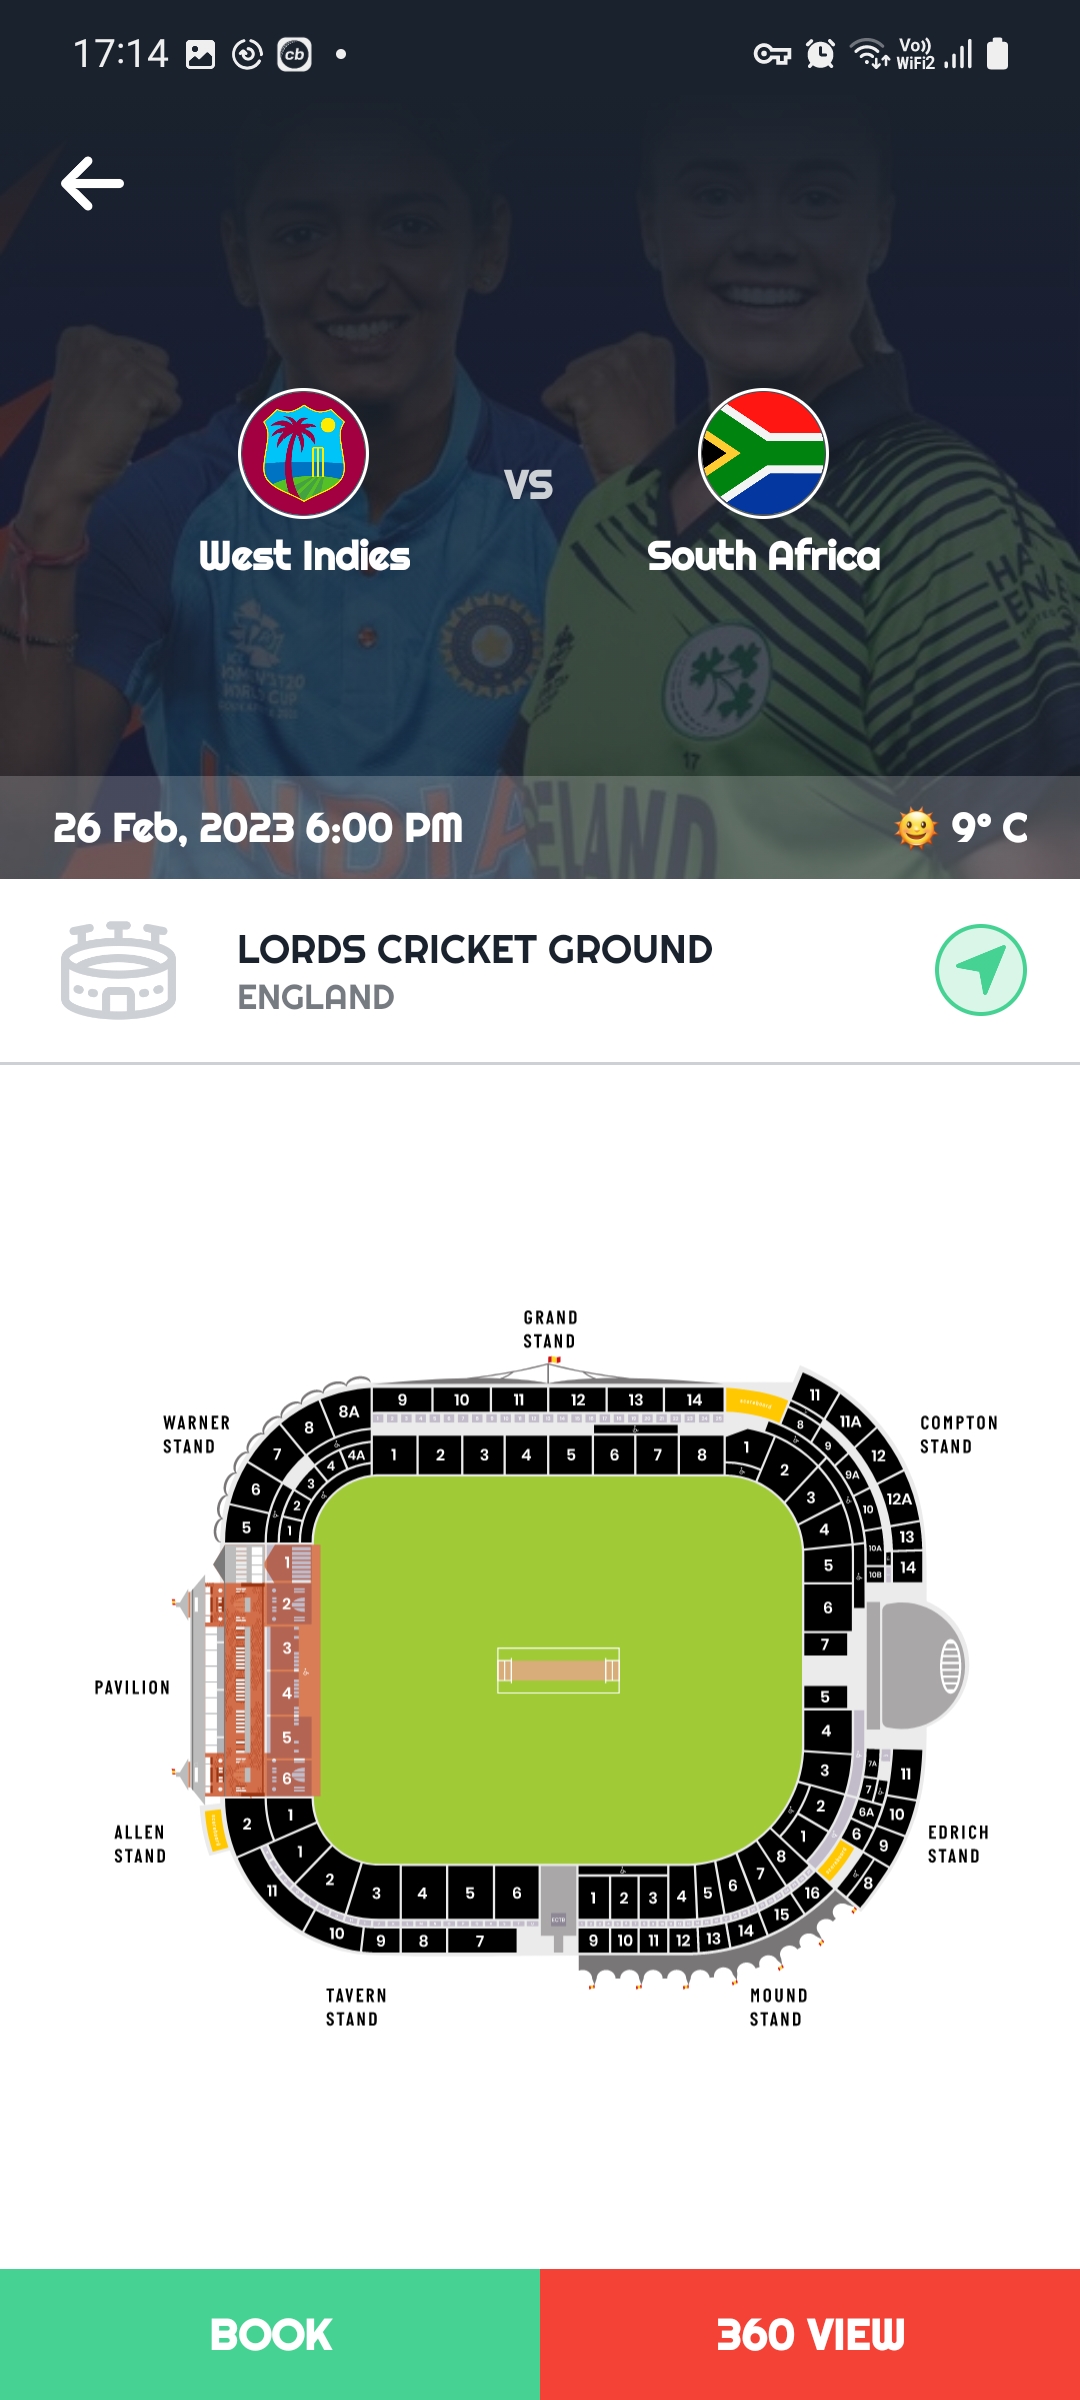 17:14
cb
Vo))
WiFi2
West Indies
VS
South Africa
INDIA
17
26 Feb, 2023 6:00 PM
9° C
LORDS CRICKET GROUND
ENGLAND
GRAND
STAND
WARNER
STAND
COMPTON
STAND
9 10 11 12 13 14
1 2 3 4 5 6 7 8
8A
8
7
6
5
4A
4
3
2
1
1
2
3
4
5
6
7
8
9
9A
10
10A
10B
11
11A
12
12A
13
14
PAVILION
1
2
3
4
5
6
5
4
3
2
1
7A
7
6A
6
11
10
9
8
ALLEN
STAND
EDRICH
STAND
2
1
1
2
3 4 5 6
11
10
9 8 7
1 2 3 4 5 6 7 8
9 10 11 12 13 14 15 16
TAVERN
STAND
MOUND
STAND
BOOK
360 VIEW